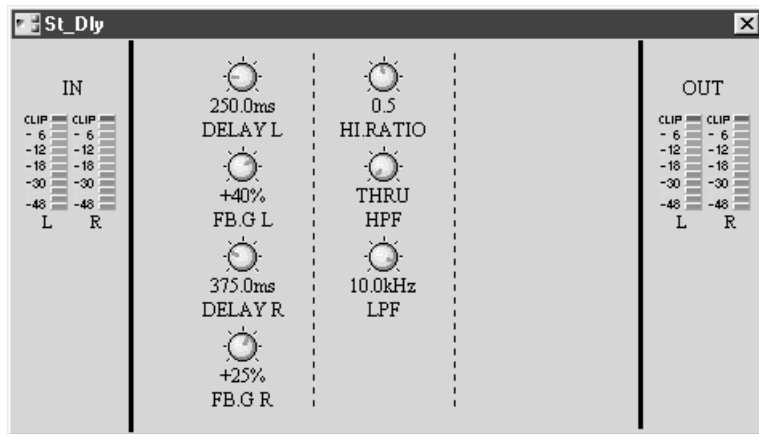 St_Dly
IN
CLIP CLIP
- 6 - 6
-12 -12
-18 -18
-30 -30
-48 -48
L R
250.0ms
DELAY L
+40%
FB.G L
375.0ms
DELAY R
+25%
FB.G R
0.5
HI.RATIO
THRU
HPF
10.0kHz
LPF
OUT
CLIP CLIP
- 6 - 6
-12 -12
-18 -18
-30 -30
-48 -48
L R